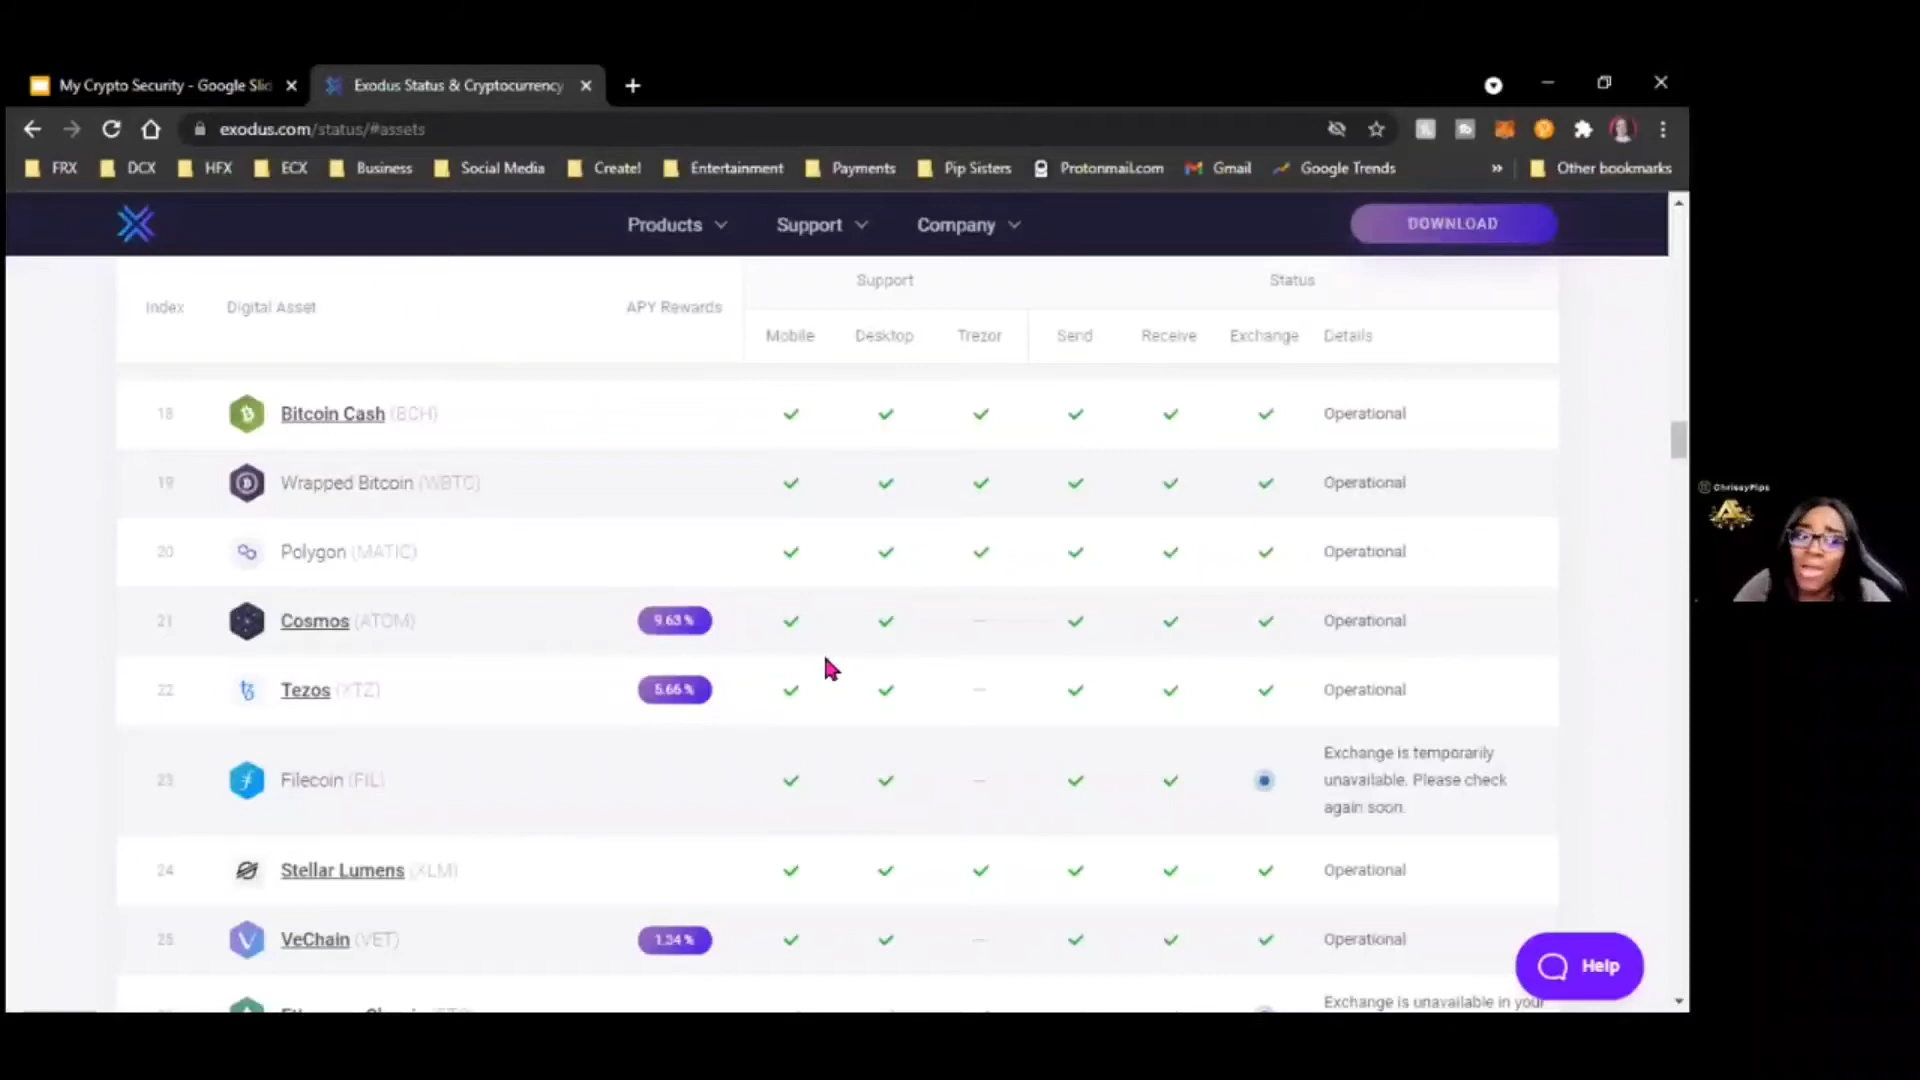 My Crypto Security - Google Slid
Exodus Status & Cryptocurrency
exodus.com/status/#assets
FRX DCX HFX ECX Business Social Media Create! Entertainment Payments Pip Sisters Protonmail.com Gmail Google Trends » Other bookmarks
Products Support Company DOWNLOAD
Support Status
Index Digital Asset APY Rewards
Mobile Desktop Trezor Send Receive Exchange Details
18 Bitcoin Cash (BCH) Operational
19 Wrapped Bitcoin (WBTC) Operational
20 Polygon (MATIC) Operational
21 Cosmos (ATOM) 9.63 % Operational
22 Tezos (XTZ) 5.66 % Operational
Exchange is temporarily
23 Filecoin (FIL) unavailable. Please check
again soon.
24 Stellar Lumens (XLM) Operational
25 VeChain (VET) 1.34 % Operational
Help
Exchange is unavailable in your
ChrissyPips